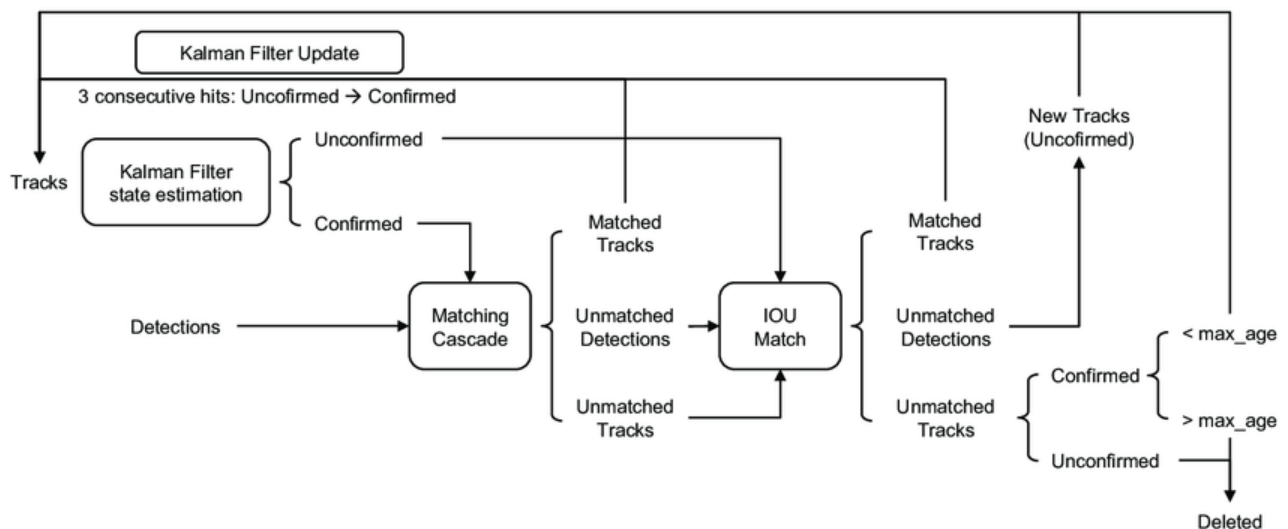 Kalman Filter Update
3 consecutive hits: Uncofirmed → Confirmed
Tracks
Kalman Filter
state estimation
Unconfirmed
Confirmed
New Tracks
(Uncofirmed)
Matched
Tracks
Matched
Tracks
Detections
Matching
Cascade
Unmatched
Detections
IOU
Match
Unmatched
Detections
Unmatched
Tracks
Unmatched
Tracks
Confirmed
< max_age
> max_age
Unconfirmed
Deleted